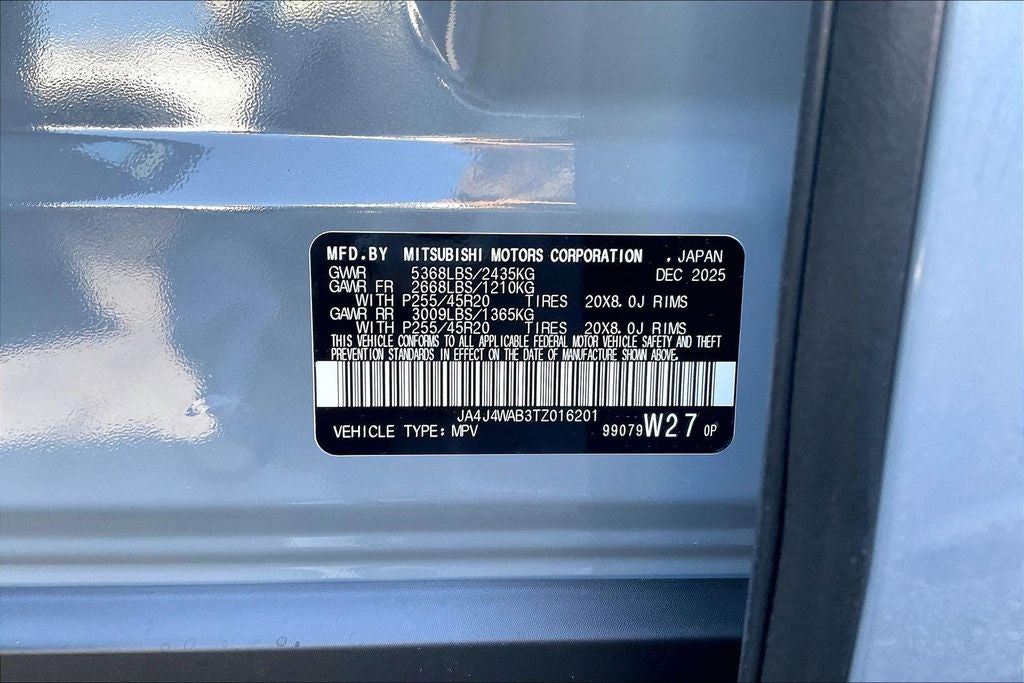 MFD.BY MITSUBISHI MOTORS CORPORATION , JAPAN
GWWR 5368LBS/2435KG DEC 2025
GAWR FR 2668LBS/1210KG
WITH P255/45R20 TIRES 20X8.0J RIMS
GAWR RR 3009LBS/1365KG
WITH P255/45R20 TIRES 20X8.0J RIMS
THIS VEHICLE CONFORMS TO ALL APPLICABLE FEDERAL MOTOR VEHICLE SAFETY AND THEFT
PREVENTION STANDARDS IN EFFECT ON THE DATE OF MANUFACTURE SHOWN ABOVE.
JA4J4WAB3TZ016201
VEHICLE TYPE: MPV 99079 W27 0P